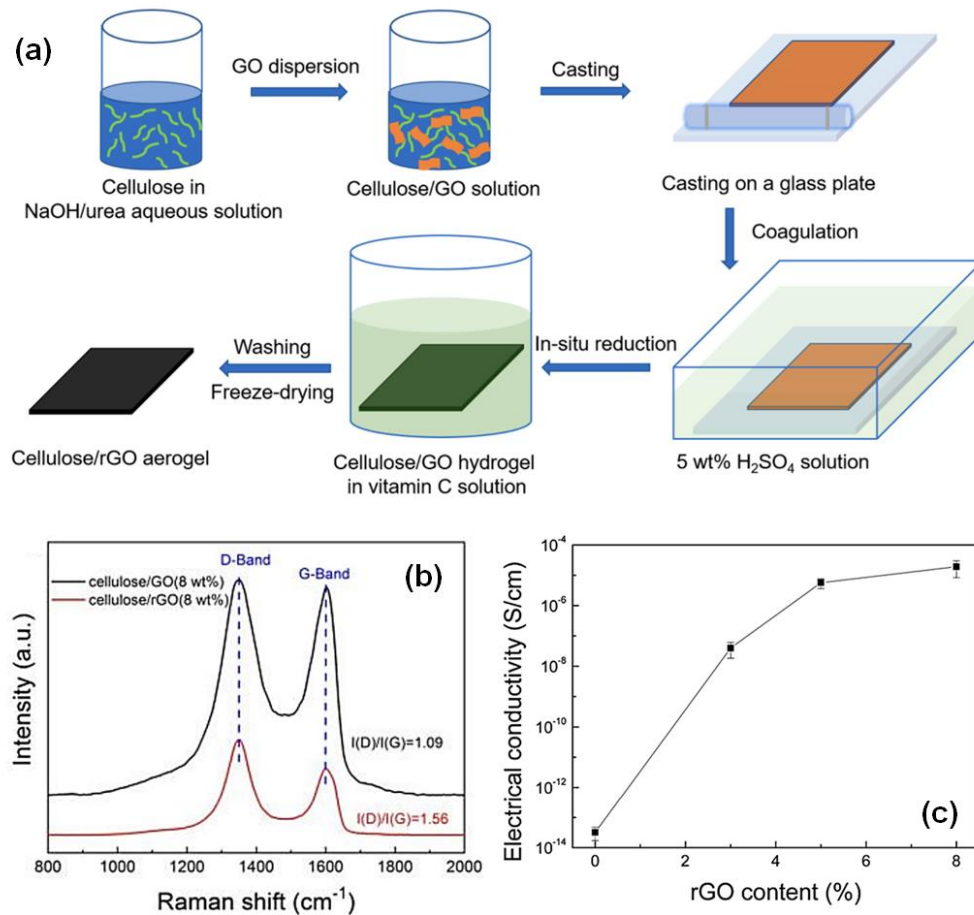 (a)
GO dispersion
Casting
Cellulose in
NaOH/urea aqueous solution
Cellulose/GO solution
Casting on a glass plate
Coagulation
In-situ reduction
Washing
Freeze-drying
Cellulose/rGO aerogel
Cellulose/GO hydrogel
in vitamin C solution
5 wt% H₂SO₄ solution
(b)
D-Band
G-Band
cellulose/GO(8 wt%)
cellulose/rGO(8 wt%)
I(D)/I(G)=1.09
I(D)/I(G)=1.56
Intensity (a.u.)
800 1000 1200 1400 1600 1800 2000
Raman shift (cm⁻¹)
(c)
Electrical conductivity (S/cm)
10⁻⁴
10⁻⁶
10⁻⁸
10⁻¹⁰
10⁻¹²
10⁻¹⁴
0 2 4 6 8
rGO content (%)